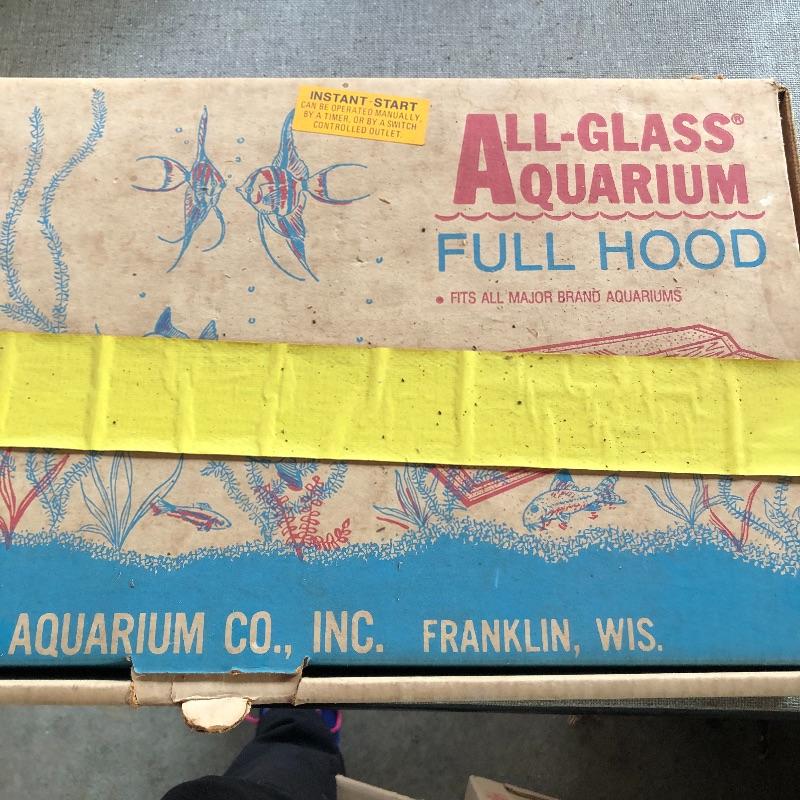 INSTANT-START
CAN BE OPERATED MANUALLY,
BY A TIMER, OR BY A SWITCH
CONTROLLED OUTLET.
ALL-GLASS®
AQUARIUM
FULL HOOD
• FITS ALL MAJOR BRAND AQUARIUMS
AQUARIUM CO., INC. FRANKLIN, WIS.